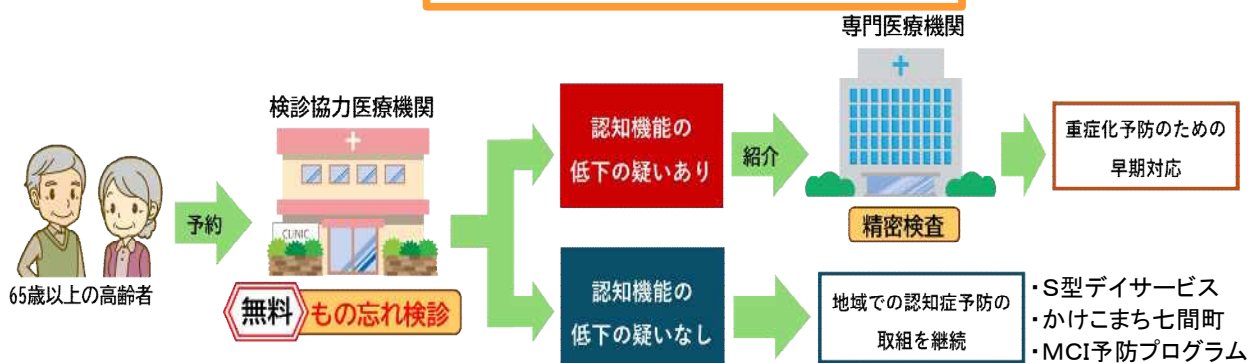 専門医療機関
検診協力医療機関
認知機能の
低下の疑いあり
紹介
重症化予防のための
早期対応
予約
CLINIC
精密検査
65歳以上の高齢者
無料
もの忘れ検診
認知機能の
低下の疑いなし
地域での認知症予防の
取組を継続
・S型デイサービス
・かけこまち七間町
・MCI予防プログラム